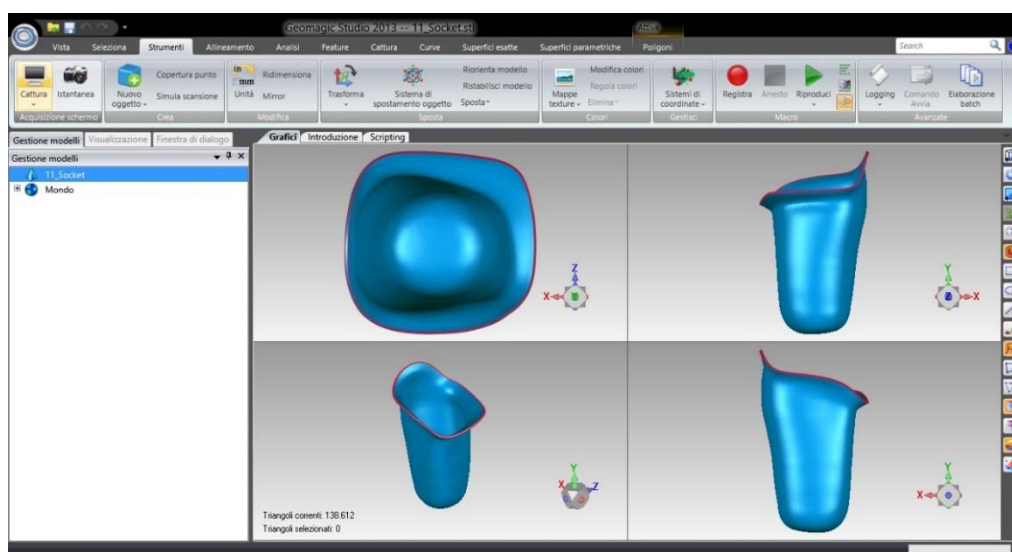 Geomagic Studio 2013 -- 11_Socket.stl
Vista Seleziona Strumenti Allineamento Analisi Feature Cattura Curve Superfici esatte Superfici parametriche Poligoni
Search
Cattura
Istantanea
Acquisizione schermo
Nuovo oggetto
Copertura punto
Simula scansione
Crea
Unità
Ridimensiona
Mirror
Modifica
Trasforma
Sistema di
spostamento oggetto
Riorienta modello
Ristabilisci modello
Sposta
Sposta
Mappe
texture
Modifica colori
Regola colori
Elimina
Colori
Sistemi di
coordinate
Gestisci
Registra
Arresto
Riproduci
Macro
Logging
Comando
Avvia
Elaborazione
batch
Avanzate
Gestione modelli Visualizzazione Finestra di dialogo
Grafici Introduzione Scripting
Gestione modelli
11_Socket
Mondo
Z
X
Y
Z
X
Y
X
Z
Triangoli correnti: 138.612
Triangoli selezionati: 0
Y
X